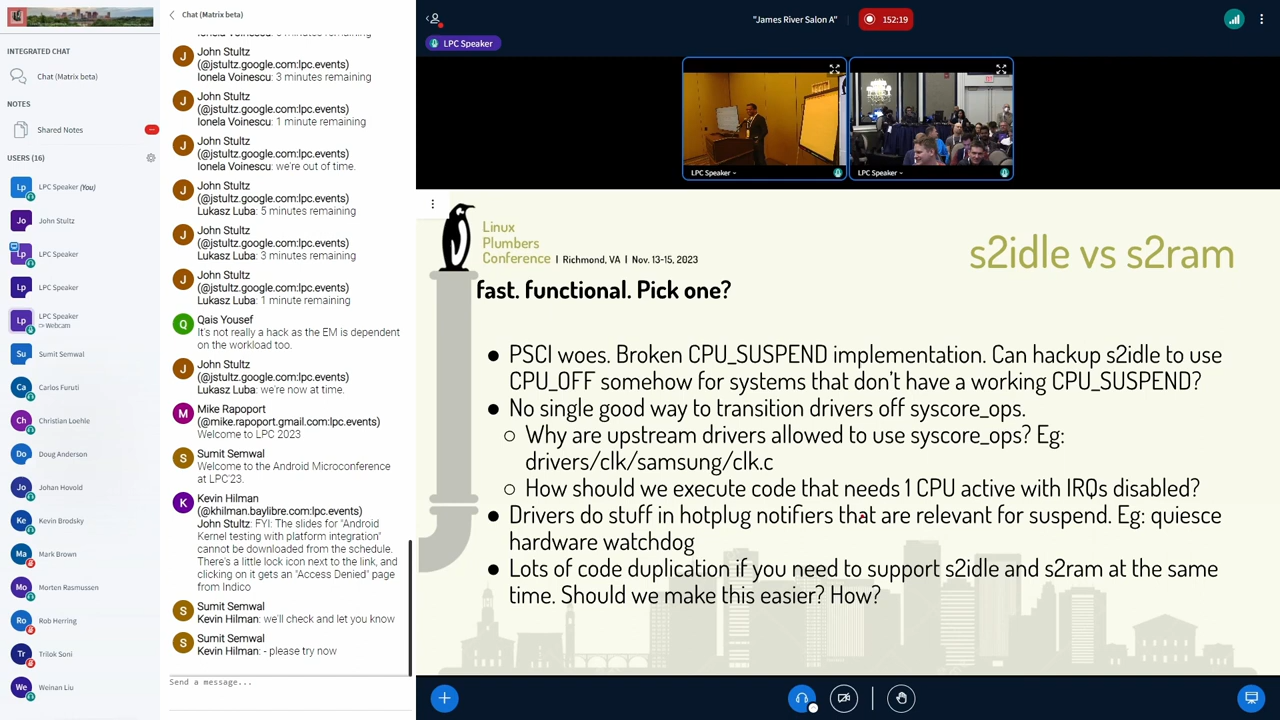 INTEGRATED CHAT
Chat (Matrix beta)
NOTES
Shared Notes
USERS (16)
Lp
LPC Speaker (You)
Jo
John Stultz
Lp
LPC Speaker
Lp
LPC Speaker
Lp
LPC Speaker
Webcam
Su
Sumit Semwal
Ca
Carlos Furuti
Ch
Christian Loehle
Do
Doug Anderson
Jo
Johan Hovold
Ke
Kevin Brodsky
Ma
Mark Brown
Mo
Morten Rasmussen
Ro
Rob Herring
Tr
Trilok Soni
We
Weinan Liu
Chat (Matrix beta)
J
John Stultz
(@jstultz.google.com:lpc.events)
Ionela Voinescu: 3 minutes remaining
J
John Stultz
(@jstultz.google.com:lpc.events)
Ionela Voinescu: 1 minute remaining
J
John Stultz
(@jstultz.google.com:lpc.events)
Ionela Voinescu: we're out of time.
J
John Stultz
(@jstultz.google.com:lpc.events)
Lukasz Luba: 5 minutes remaining
J
John Stultz
(@jstultz.google.com:lpc.events)
Lukasz Luba: 3 minutes remaining
J
John Stultz
(@jstultz.google.com:lpc.events)
Lukasz Luba: 1 minute remaining
Q
Qais Yousef
It's not really a hack as the EM is dependent
on the workload too.
J
John Stultz
(@jstultz.google.com:lpc.events)
Lukasz Luba: we're now at time.
M
Mike Rapoport
(@mike.rapoport.gmail.com:lpc.events)
Welcome to LPC 2023
S
Sumit Semwal
Welcome to the Android Microconference
at LPC'23.
K
Kevin Hilman
(@khilman.baylibre.com:lpc.events)
John Stultz: FYI: The slides for "Android
Kernel testing with platform integration"
cannot be downloaded from the schedule.
There's a little lock icon next to the link, and
clicking on it gets an "Access Denied" page
from Indico
S
Sumit Semwal
Kevin Hilman: we'll check and let you know
S
Sumit Semwal
Kevin Hilman: - please try now
Send a message...
"James River Salon A"
152:19
LPC Speaker
LPC Speaker
LPC Speaker
Linux
Plumbers
Conference | Richmond, VA | Nov. 13-15, 2023
s2idle vs s2ram
fast. functional. Pick one?
● PSCI woes. Broken CPU_SUSPEND implementation. Can hackup s2idle to use
CPU_OFF somehow for systems that don't have a working CPU_SUSPEND?
● No single good way to transition drivers off syscore_ops.
○ Why are upstream drivers allowed to use syscore_ops? Eg:
drivers/clk/samsung/clk.c
○ How should we execute code that needs 1 CPU active with IRQs disabled?
● Drivers do stuff in hotplug notifiers that are relevant for suspend. Eg: quiesce
hardware watchdog
● Lots of code duplication if you need to support s2idle and s2ram at the same
time. Should we make this easier? How?